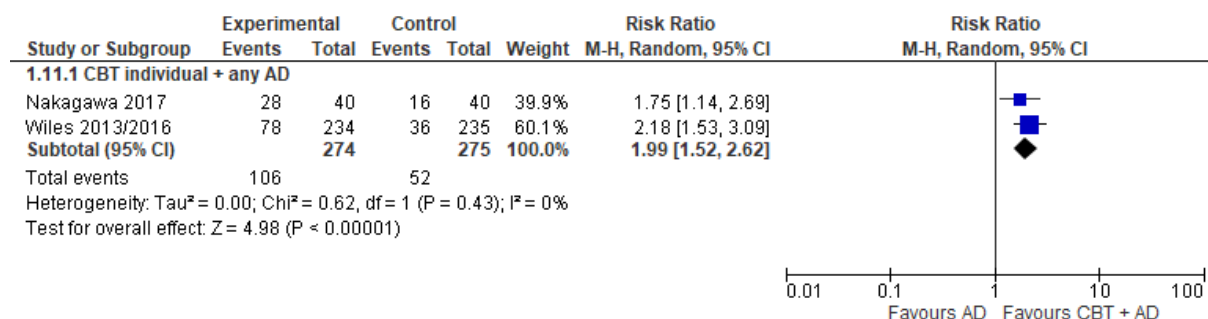 Experimental Control Risk Ratio Risk Ratio
Study or Subgroup Events Total Events Total Weight M-H, Random, 95% CI M-H, Random, 95% CI
1.11.1 CBT individual + any AD
Nakagawa 2017 28 40 16 40 39.9% 1.75 [1.14, 2.69]
Wiles 2013/2016 78 234 36 235 60.1% 2.18 [1.53, 3.09]
Subtotal (95% CI) 274 275 100.0% 1.99 [1.52, 2.62]
Total events 106 52
Heterogeneity: Tau² = 0.00; Chi² = 0.62, df = 1 (P = 0.43); I² = 0%
Test for overall effect: Z = 4.98 (P < 0.00001)
0.01 0.1 1 10 100
Favours AD Favours CBT + AD